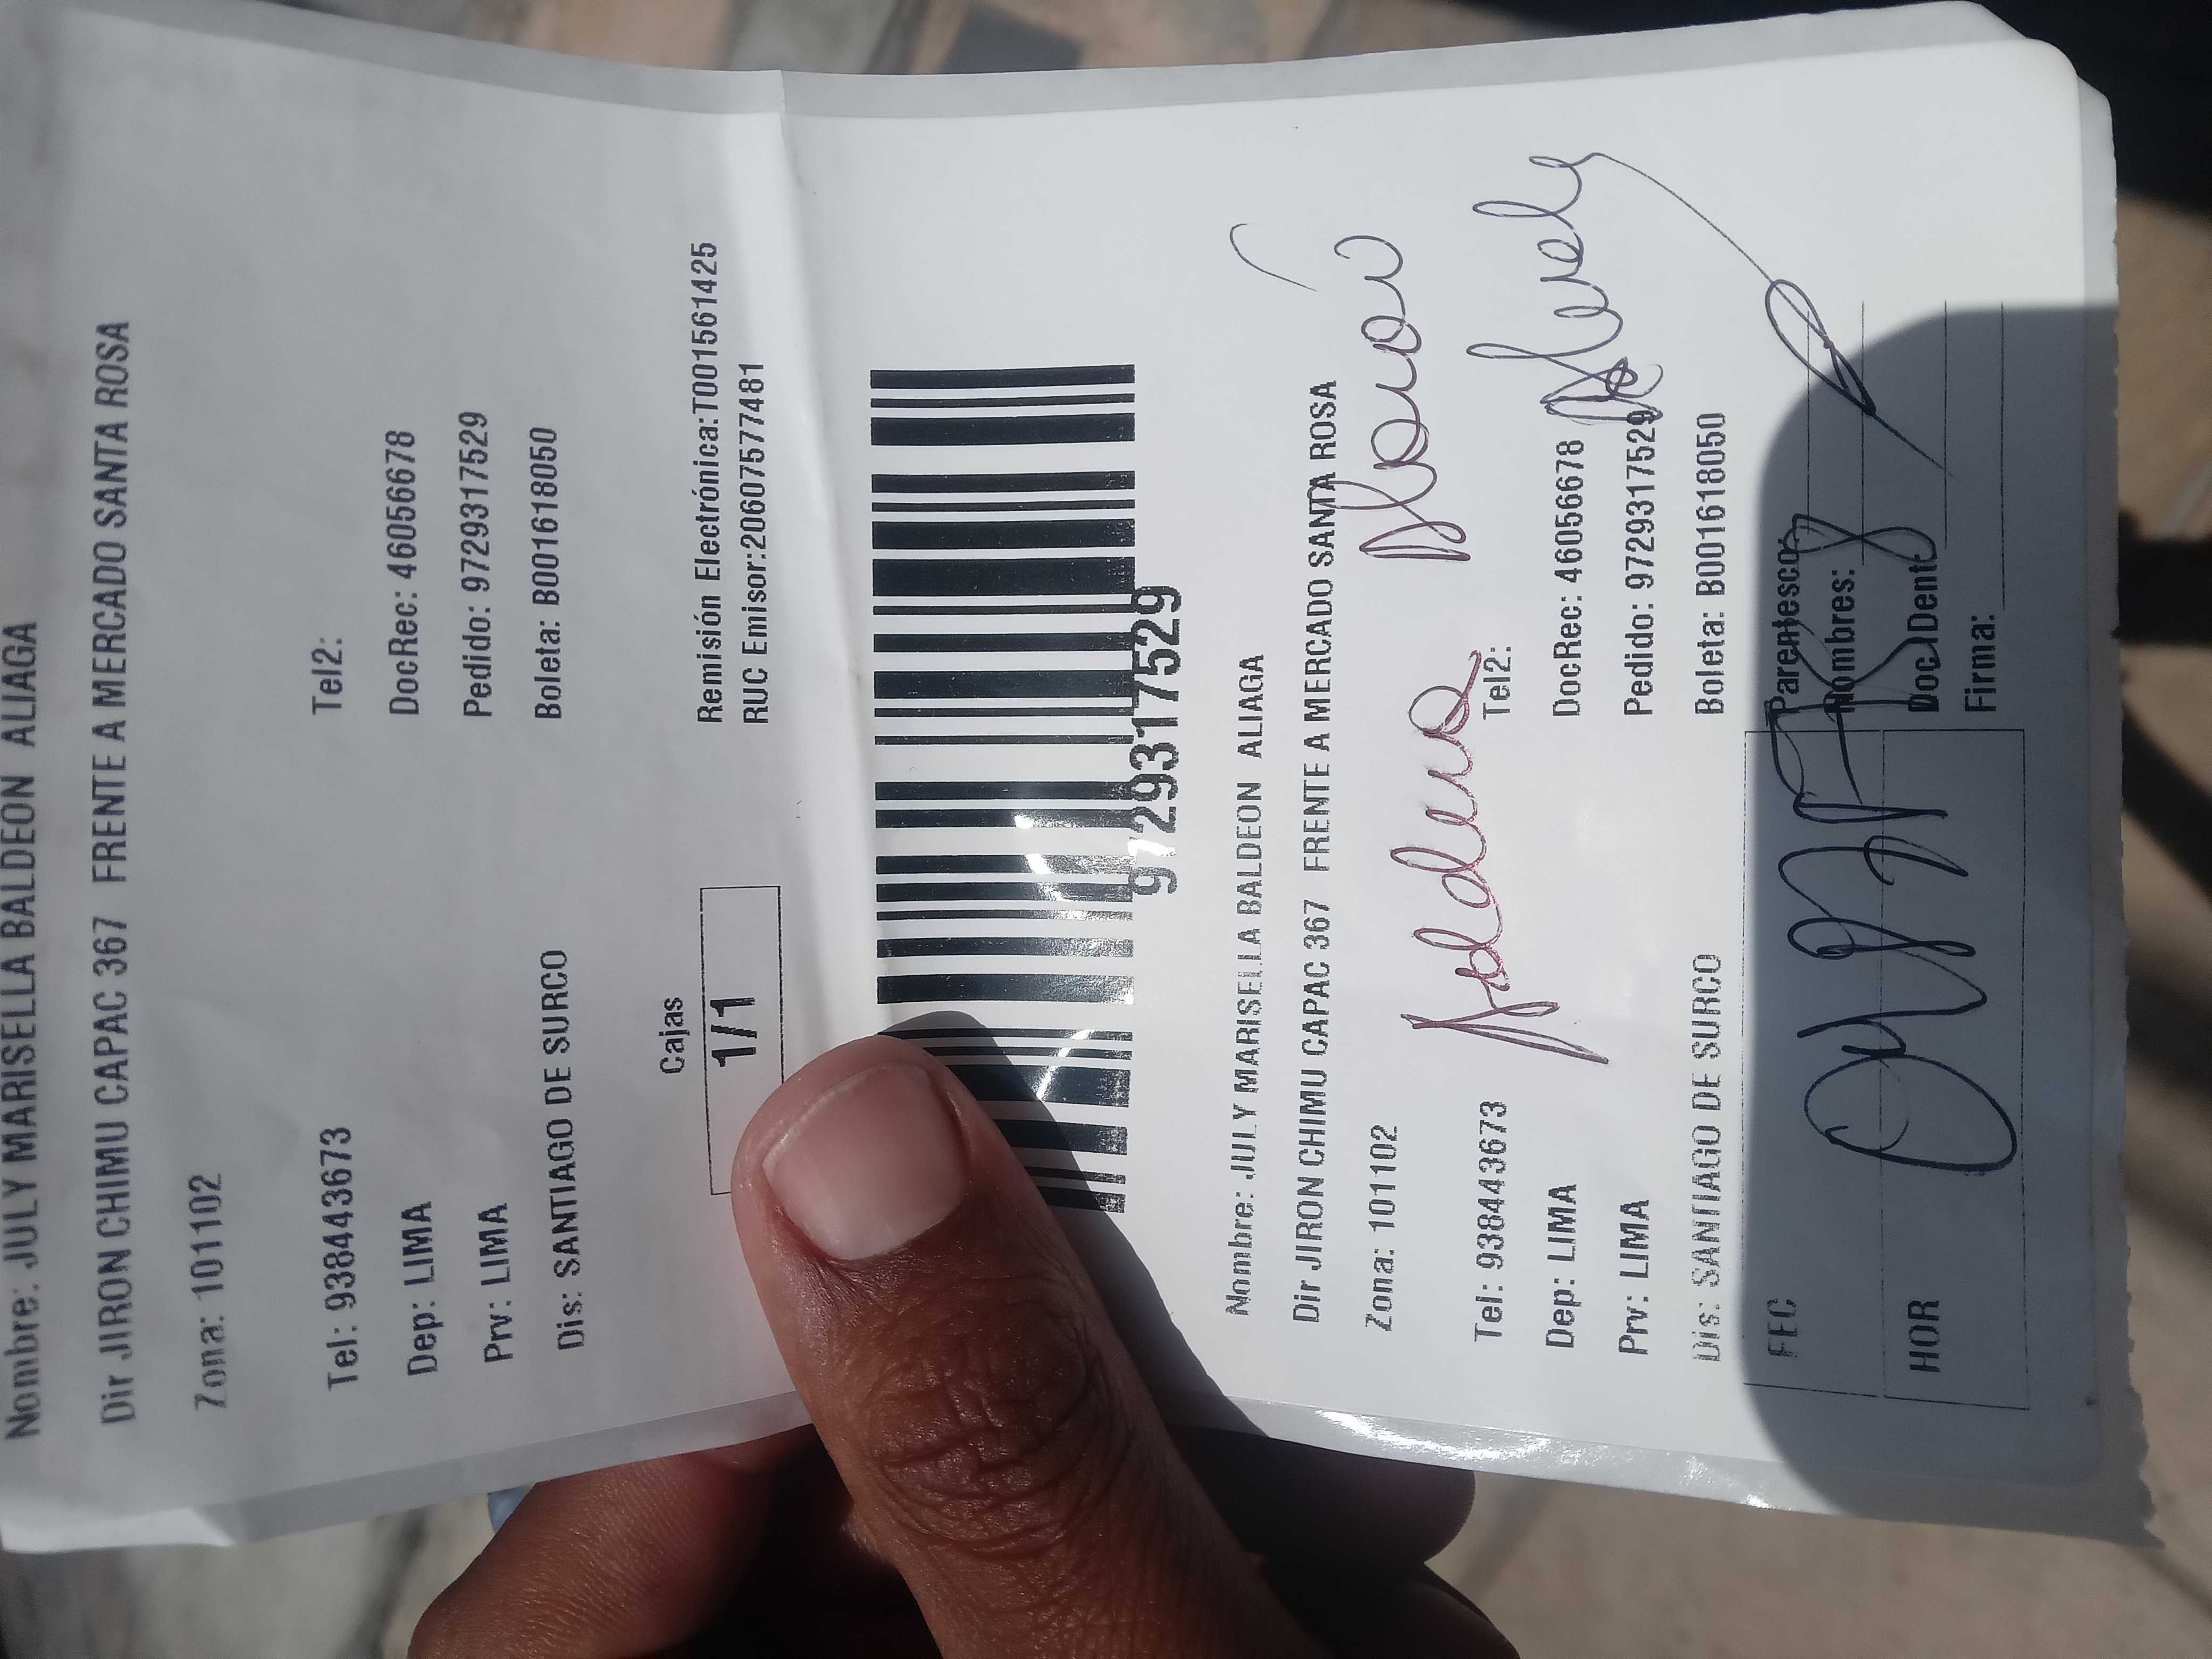 Nombre: JULY MARISELLA BALDEON ALIAGA
Dir JIRON CHIMU CAPAC 367 FRENTE A MERCADO SANTA ROSA
Zona: 101102
Tel: 938443673 Tel2:
Dep: LIMA DocRec: 46056678
Prv: LIMA Pedido: 9729317529
Dis: SANTIAGO DE SURCO Boleta: B001618050
Cajas
1/1
Remisión Electrónica:T001561425
RUC Emisor:20607577481
9729317529
Nombre: JULY MARISELLA BALDEON ALIAGA
Dir JIRON CHIMU CAPAC 367 FRENTE A MERCADO SANTA ROSA
Zona: 101102
Tel: 938443673 Tel2:
Dep: LIMA DocRec: 46056678
Prv: LIMA Pedido: 9729317529
Dis: SANTIAGO DE SURCO Boleta: B001618050
FEC Parentesco:
Nombres:
HOR Doc.Dent
Firma: